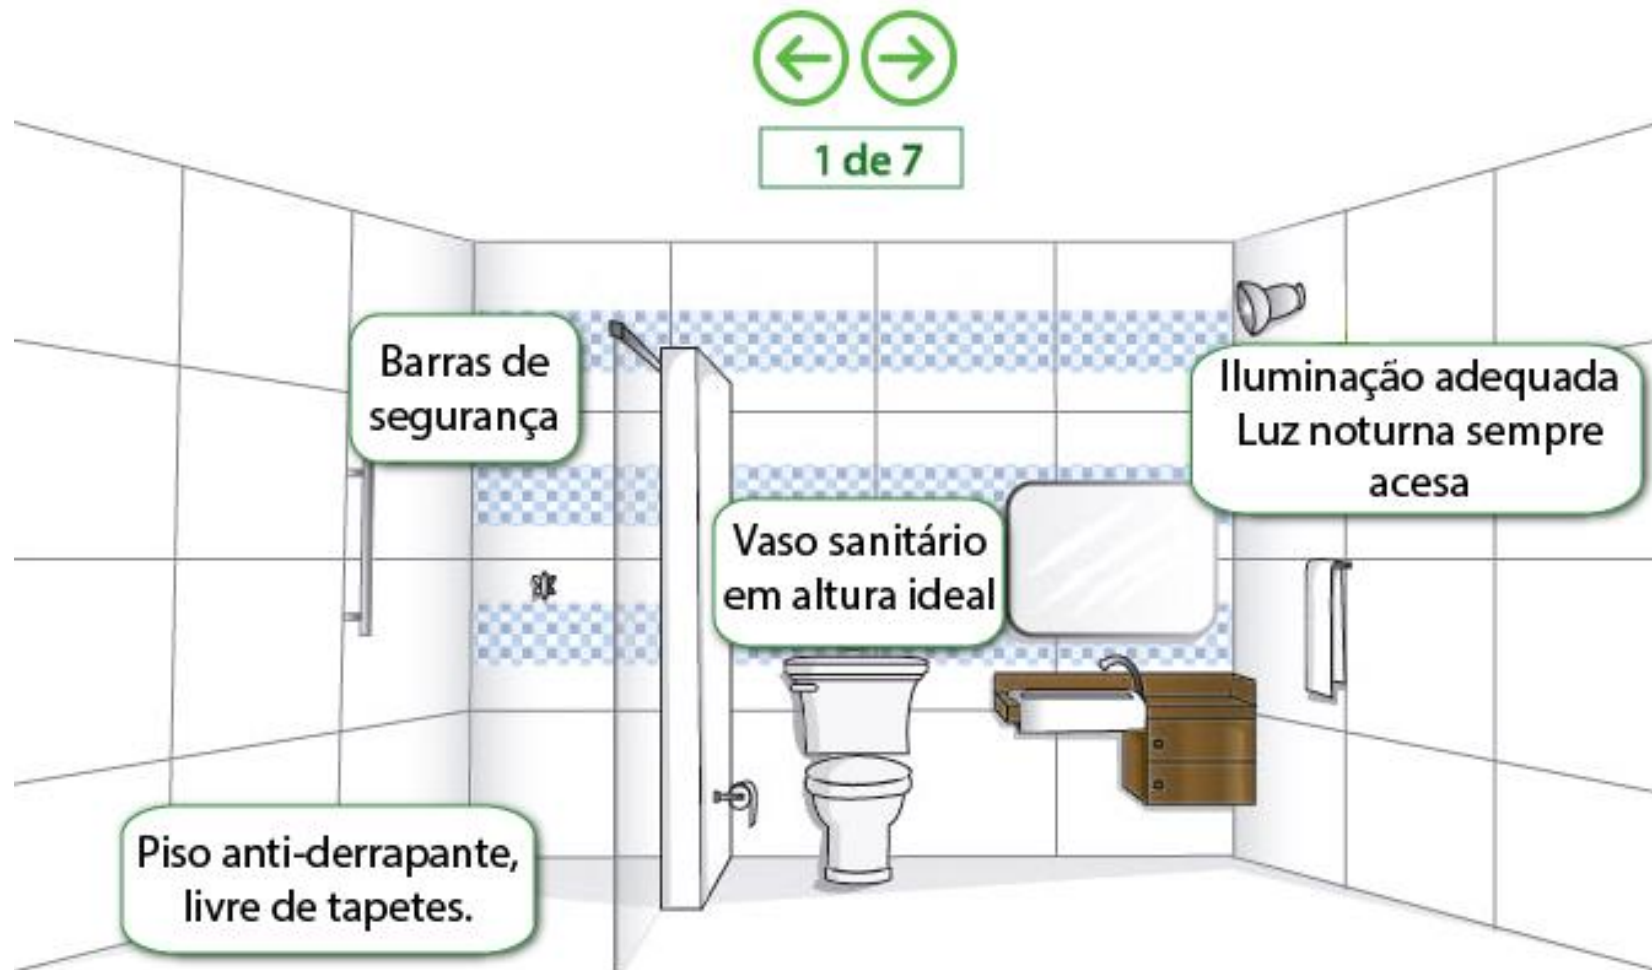 1 de 7
Barras de
segurança
Iluminação adequada
Luz noturna sempre
acesa
Vaso sanitário
em altura ideal
Piso anti-derrapante,
livre de tapetes.